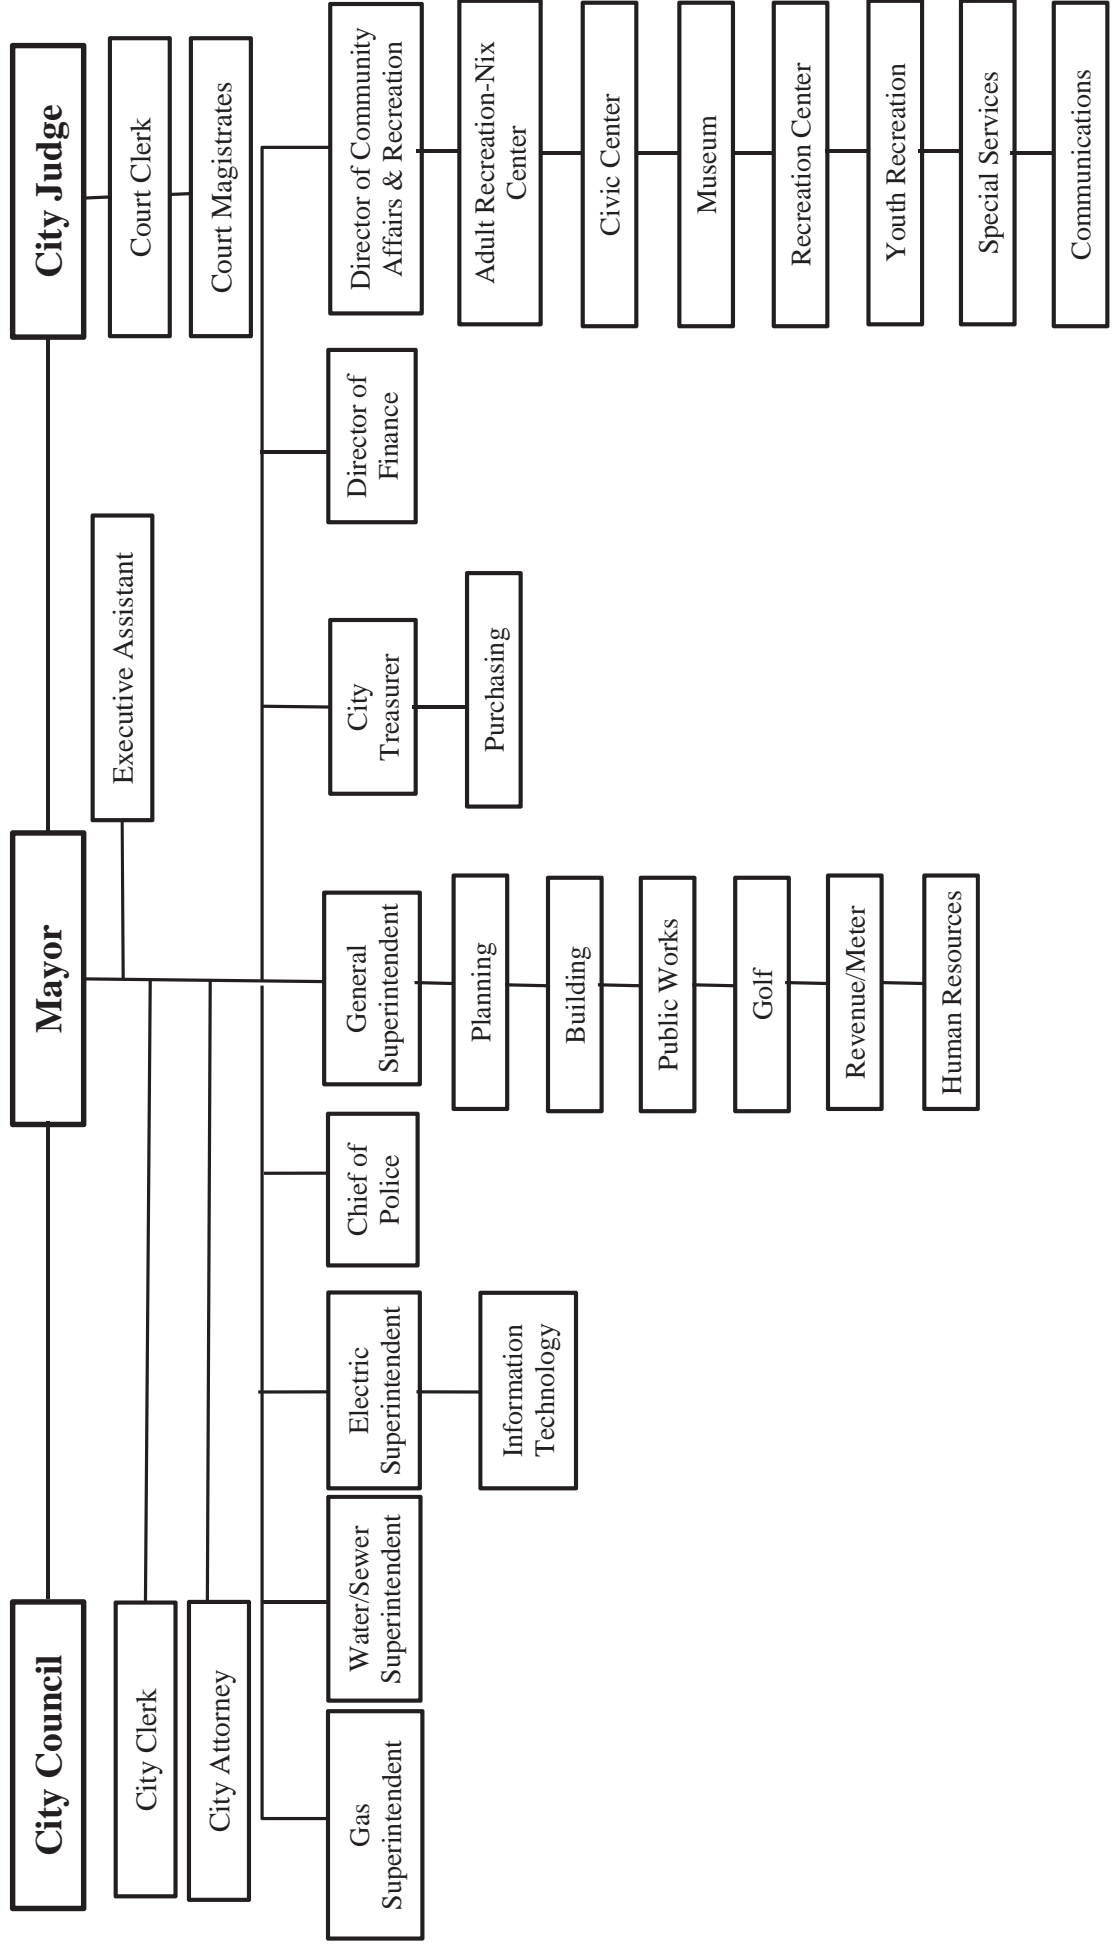 City Council
Mayor
City Judge
Executive Assistant
City Clerk
City Attorney
Court Clerk
Court Magistrates
Gas
Superintendent
Water/Sewer
Superintendent
Electric
Superintendent
Information
Technology
Chief of
Police
General
Superintendent
Planning
Building
Public Works
Golf
Revenue/Meter
Human Resources
City
Treasurer
Purchasing
Director of
Finance
Director of Community
Affairs & Recreation
Adult Recreation-Nix
Center
Civic Center
Museum
Recreation Center
Youth Recreation
Special Services
Communications